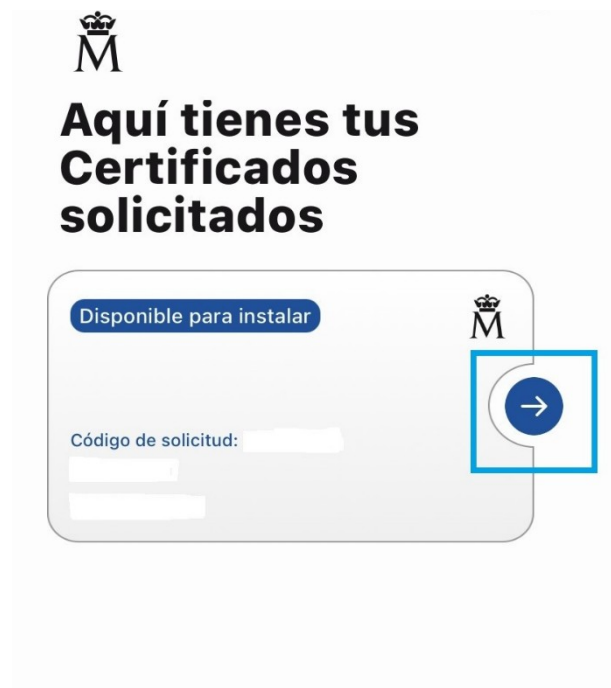 M
Aquí tienes tus
Certificados
solicitados
Disponible para instalar
M
Código de solicitud: